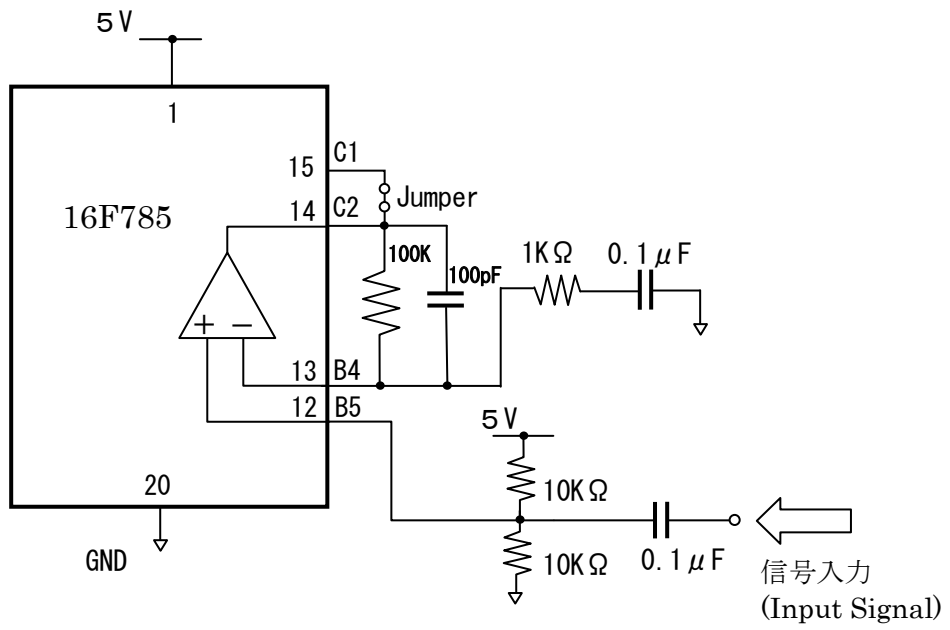 5V
1
15
C1
Jumper
14
C2
16F785
100K
100pF
1KΩ
0.1μF
+
−
13
B4
12
B5
5V
10KΩ
20
GND
10KΩ
0.1μF
信号入力
(Input Signal)